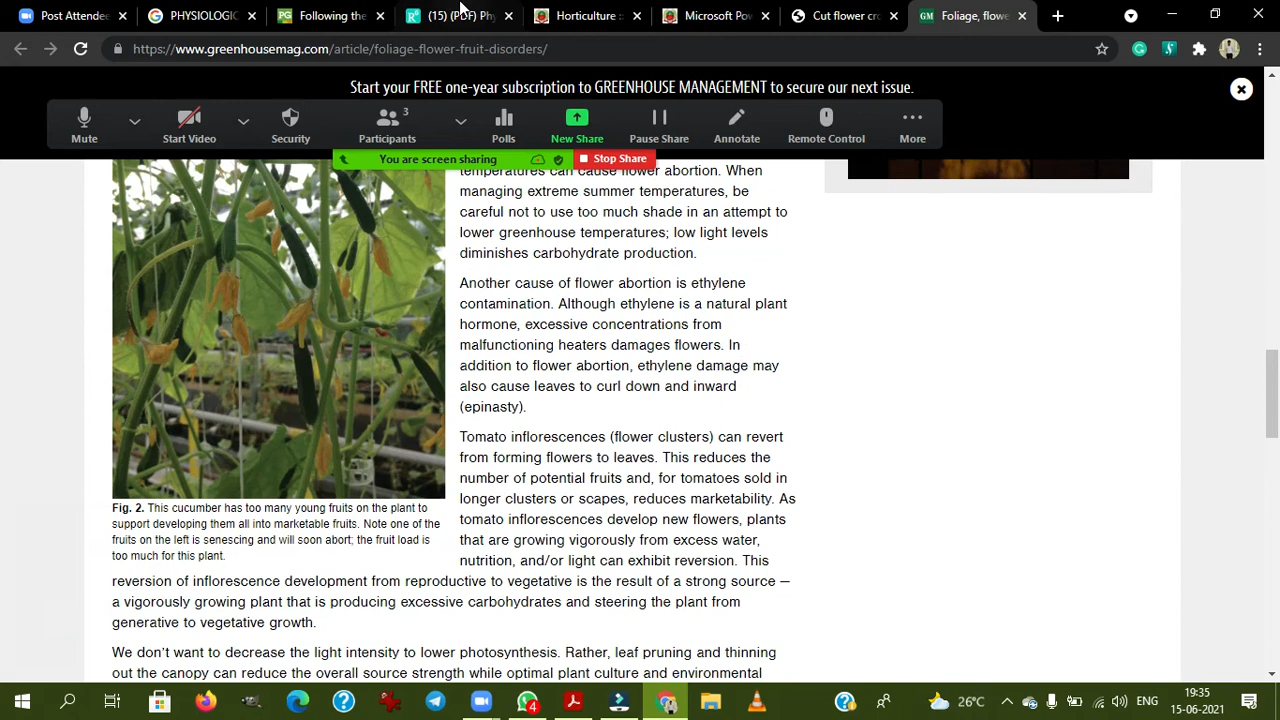 Post Attende
PHYSIOLOGIC
Following the
(15) (PDF) Phy
Horticulture ::
Microsoft Pow
Cut flower cro
Foliage, flowe
https://www.greenhousemag.com/article/foliage-flower-fruit-disorders/
Start your FREE one-year subscription to GREENHOUSE MANAGEMENT to secure our next issue.
3
Mute
Start Video
Security
Participants
Polls
New Share
Pause Share
Annotate
Remote Control
More
You are screen sharing
Stop Share
temperatures can cause flower abortion. When
managing extreme summer temperatures, be
careful not to use too much shade in an attempt to
lower greenhouse temperatures; low light levels
diminishes carbohydrate production.
Another cause of flower abortion is ethylene
contamination. Although ethylene is a natural plant
hormone, excessive concentrations from
malfunctioning heaters damages flowers. In
addition to flower abortion, ethylene damage may
also cause leaves to curl down and inward
(epinasty).
Tomato inflorescences (flower clusters) can revert
from forming flowers to leaves. This reduces the
number of potential fruits and, for tomatoes sold in
longer clusters or scapes, reduces marketability. As
tomato inflorescences develop new flowers, plants
that are growing vigorously from excess water,
nutrition, and/or light can exhibit reversion. This
Fig. 2. This cucumber has too many young fruits on the plant to
support developing them all into marketable fruits. Note one of the
fruits on the left is senescing and will soon abort; the fruit load is
too much for this plant.
reversion of inflorescence development from reproductive to vegetative is the result of a strong source —
a vigorously growing plant that is producing excessive carbohydrates and steering the plant from
generative to vegetative growth.
We don't want to decrease the light intensity to lower photosynthesis. Rather, leaf pruning and thinning
out the canopy can reduce the overall source strength while optimal plant culture and environmental
4
26°C
ENG
19:35
15-06-2021